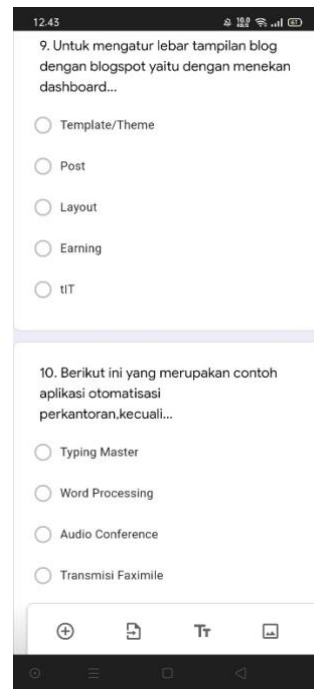 12.43
9. Untuk mengatur lebar tampilan blog
dengan blogspot yaitu dengan menekan
dashboard...
Template/Theme
Post
Layout
Earning
tIT
10. Berikut ini yang merupakan contoh
aplikasi otomatisasi
perkantoran,kecuali...
Typing Master
Word Processing
Audio Conference
Transmisi Faximile
Tт